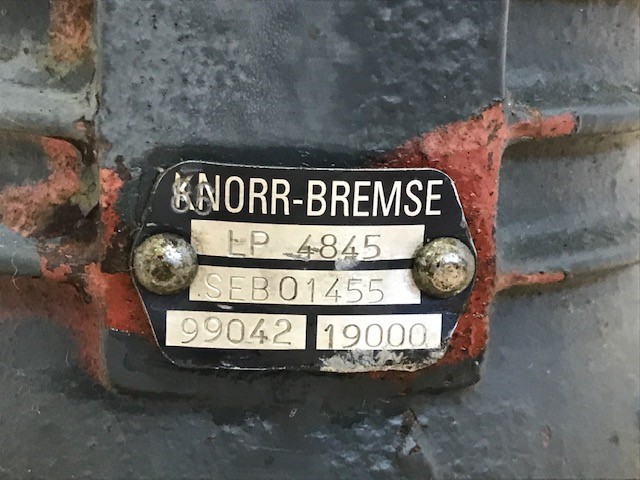 KNORR-BREMSE
LP 4845
SEB01455
99042 19000